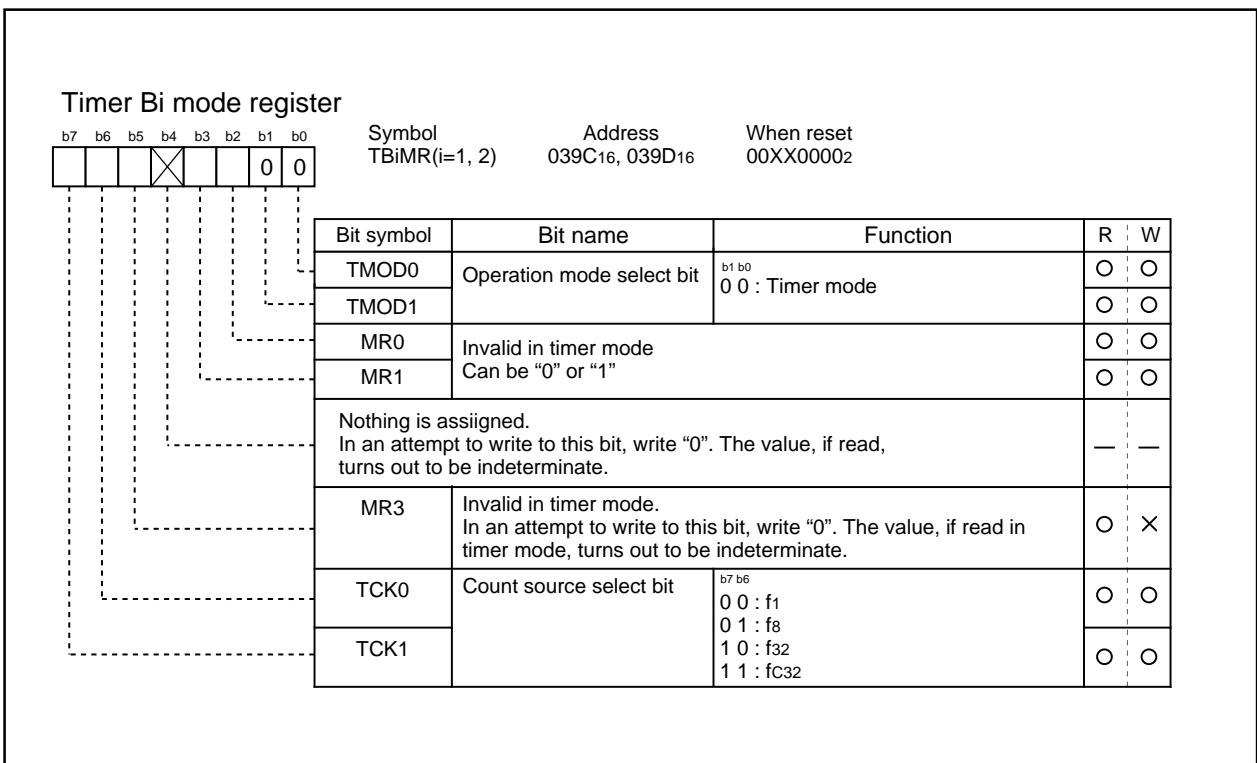 Timer Bi mode register
b7 b6 b5 b4 b3 b2 b1 b0
0 0
Symbol Address When reset
TBiMR(i=1, 2) 039C16, 039D16 00XX00002
Bit symbol Bit name Function R W
TMOD0 Operation mode select bit b1 b0
0 0 : Timer mode
TMOD1
MR0 Invalid in timer mode
MR1 Can be “0” or “1”
Nothing is assiigned.
In an attempt to write to this bit, write “0”. The value, if read,
turns out to be indeterminate.
MR3 Invalid in timer mode.
In an attempt to write to this bit, write “0”. The value, if read in
timer mode, turns out to be indeterminate.
TCK0 Count source select bit b7 b6
0 0 : f1
0 1 : f8
TCK1 1 0 : f32
1 1 : fC32